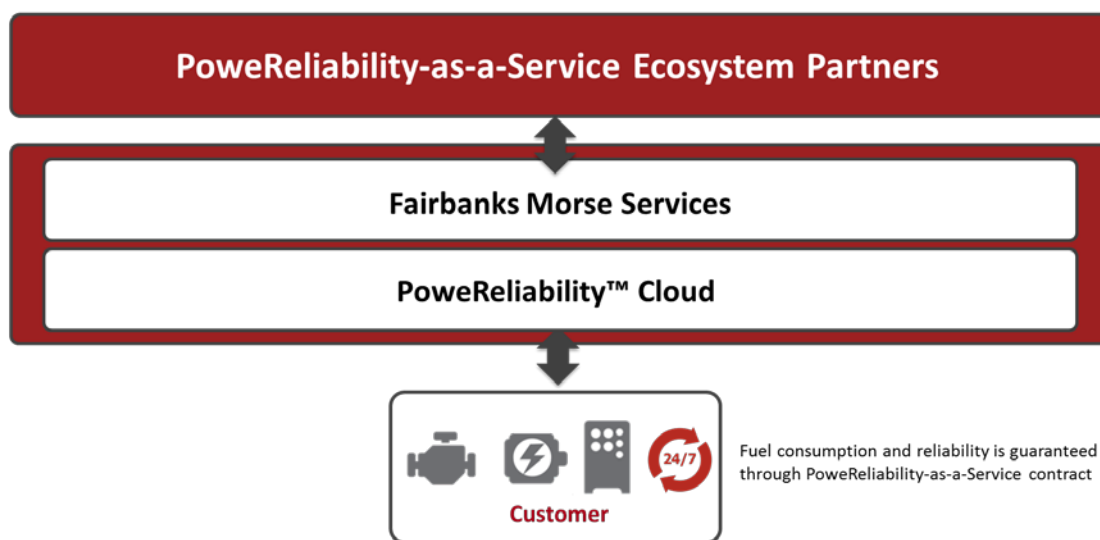 PoweReliability-as-a-Service Ecosystem Partners
Fairbanks Morse Services
PoweReliability™ Cloud
24/7
Customer
Fuel consumption and reliability is guaranteed
through PoweReliability-as-a-Service contract